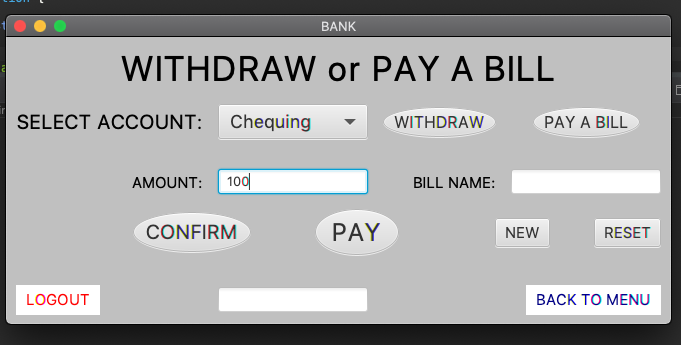 BANK
WITHDRAW or PAY A BILL
SELECT ACCOUNT: Chequing WITHDRAW PAY A BILL
AMOUNT: 100 BILL NAME:
CONFIRM PAY NEW RESET
LOGOUT BACK TO MENU